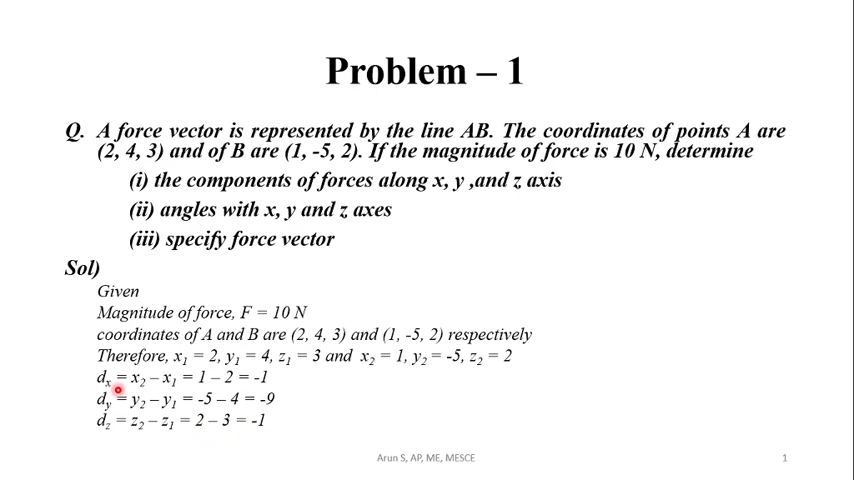 Problem – 1
Q. A force vector is represented by the line AB. The coordinates of points A are
(2, 4, 3) and of B are (1, -5, 2). If the magnitude of force is 10 N, determine
(i) the components of forces along x, y ,and z axis
(ii) angles with x, y and z axes
(iii) specify force vector
Sol)
Given
Magnitude of force, F = 10 N
coordinates of A and B are (2, 4, 3) and (1, -5, 2) respectively
Therefore, x₁ = 2, y₁ = 4, z₁ = 3 and x₂ = 1, y₂ = -5, z₂ = 2
dₓ = x₂ – x₁ = 1 – 2 = -1
d_y = y₂ – y₁ = -5 – 4 = -9
d_z = z₂ – z₁ = 2 – 3 = -1
Arun S, AP, ME, MESCE
1